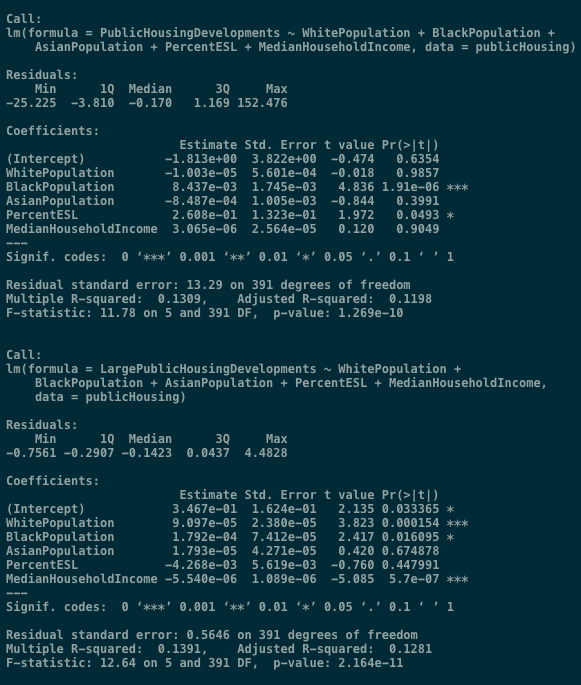 Call:
lm(formula = PublicHousingDevelopments ~ WhitePopulation + BlackPopulation +
    AsianPopulation + PercentESL + MedianHouseholdIncome, data = publicHousing)

Residuals:
    Min      1Q  Median      3Q     Max
-25.225  -3.810  -0.170   1.169 152.476

Coefficients:
                        Estimate Std. Error t value Pr(>|t|)
(Intercept)           -1.813e+00  3.822e+00  -0.474   0.6354
WhitePopulation       -1.003e-05  5.601e-04  -0.018   0.9857
BlackPopulation        8.437e-03  1.745e-03   4.836 1.91e-06 ***
AsianPopulation       -8.487e-04  1.005e-03  -0.844   0.3991
PercentESL             2.608e-01  1.323e-01   1.972   0.0493 *
MedianHouseholdIncome  3.065e-06  2.564e-05   0.120   0.9049
---
Signif. codes:  0 ‘***’ 0.001 ‘**’ 0.01 ‘*’ 0.05 ‘.’ 0.1 ‘ ’ 1

Residual standard error: 13.29 on 391 degrees of freedom
Multiple R-squared:  0.1309,    Adjusted R-squared:  0.1198
F-statistic: 11.78 on 5 and 391 DF,  p-value: 1.269e-10

Call:
lm(formula = LargePublicHousingDevelopments ~ WhitePopulation +
    BlackPopulation + AsianPopulation + PercentESL + MedianHouseholdIncome,
    data = publicHousing)

Residuals:
    Min      1Q  Median      3Q     Max
-0.7561 -0.2907 -0.1423  0.0437  4.4828

Coefficients:
                        Estimate Std. Error t value Pr(>|t|)
(Intercept)            3.467e-01  1.624e-01   2.135 0.033365 *
WhitePopulation        9.097e-05  2.380e-05   3.823 0.000154 ***
BlackPopulation        1.792e-04  7.412e-05   2.417 0.016095 *
AsianPopulation        1.793e-05  4.271e-05   0.420 0.674878
PercentESL            -4.268e-03  5.619e-03  -0.760 0.447991
MedianHouseholdIncome -5.540e-06  1.089e-06  -5.085  5.7e-07 ***
---
Signif. codes:  0 ‘***’ 0.001 ‘**’ 0.01 ‘*’ 0.05 ‘.’ 0.1 ‘ ’ 1

Residual standard error: 0.5646 on 391 degrees of freedom
Multiple R-squared:  0.1391,    Adjusted R-squared:  0.1281
F-statistic: 12.64 on 5 and 391 DF,  p-value: 2.164e-11